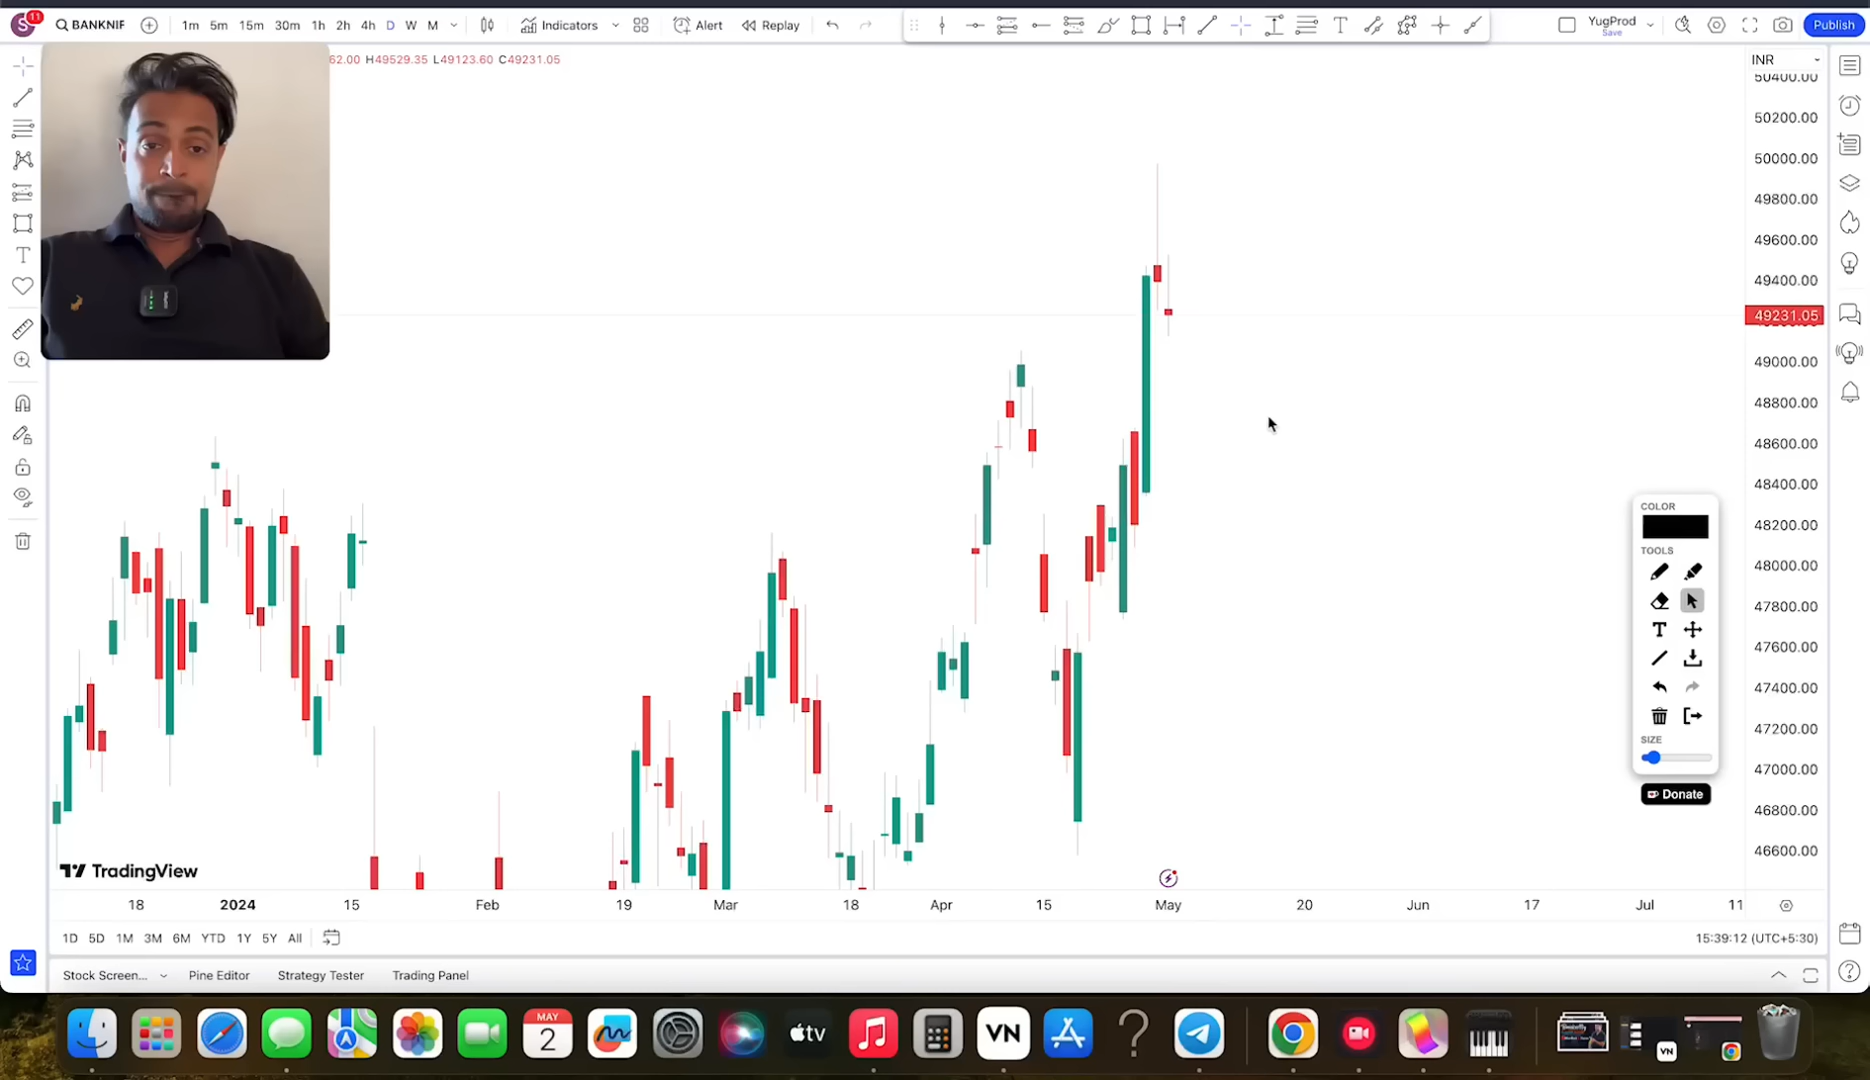 S 11 BANKNIF 1m 5m 15m 30m 1h 2h 4h D W M Indicators Alert Replay T YugProd Save Publish
62.00 H49529.35 L49123.60 C49231.05
INR
50400.00
50200.00
50000.00
49800.00
49600.00
49400.00
49231.05
49000.00
48800.00
48600.00
48400.00
48200.00
48000.00
47800.00
47600.00
47400.00
47200.00
47000.00
46800.00
46600.00
COLOR
TOOLS
T
SIZE
Donate
TradingView
18 2024 15 Feb 19 Mar 18 Apr 15 May 20 Jun 17 Jul 11
1D 5D 1M 3M 6M YTD 1Y 5Y All 15:39:12 (UTC+5:30)
Stock Screen... Pine Editor Strategy Tester Trading Panel
MAY
2
tv
VN
VN